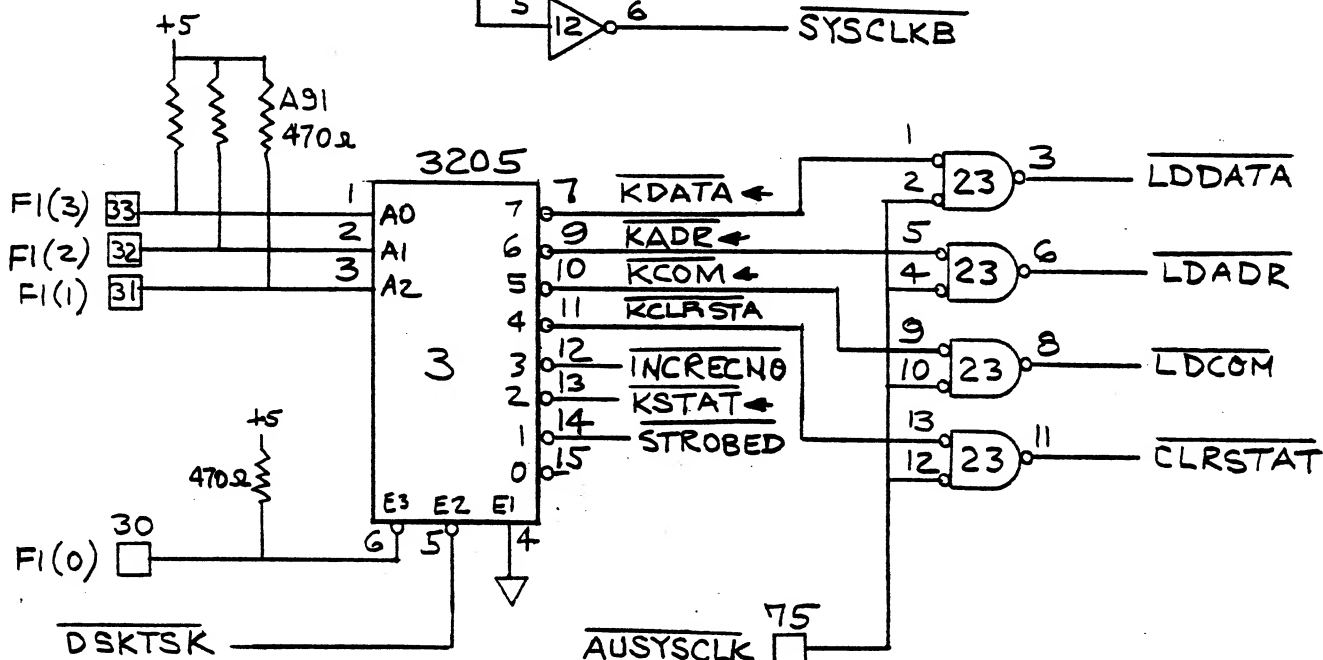 5 12 6 SYSCLKB
+5
A91
470Ω
3205
F1(3) 33 1 A0
F1(2) 32 2 A1
F1(1) 31 3 A2
3
7 7 KDATA ←
6 9 KADR ←
5 10 KCOM ←
4 11 KCLRSTA
3 12 INCRECNO
2 13 KSTAT ←
1 14 STROBED
0 15
1 2 23 3 LDDATA
5 4 23 6 LDADR
9 10 23 8 LDCOM
13 12 23 11 CLRSTAT
+5
470Ω
E3 E2 E1
6 5 4
F1(0) 30
DSKTSK
AUSYSCLK 75